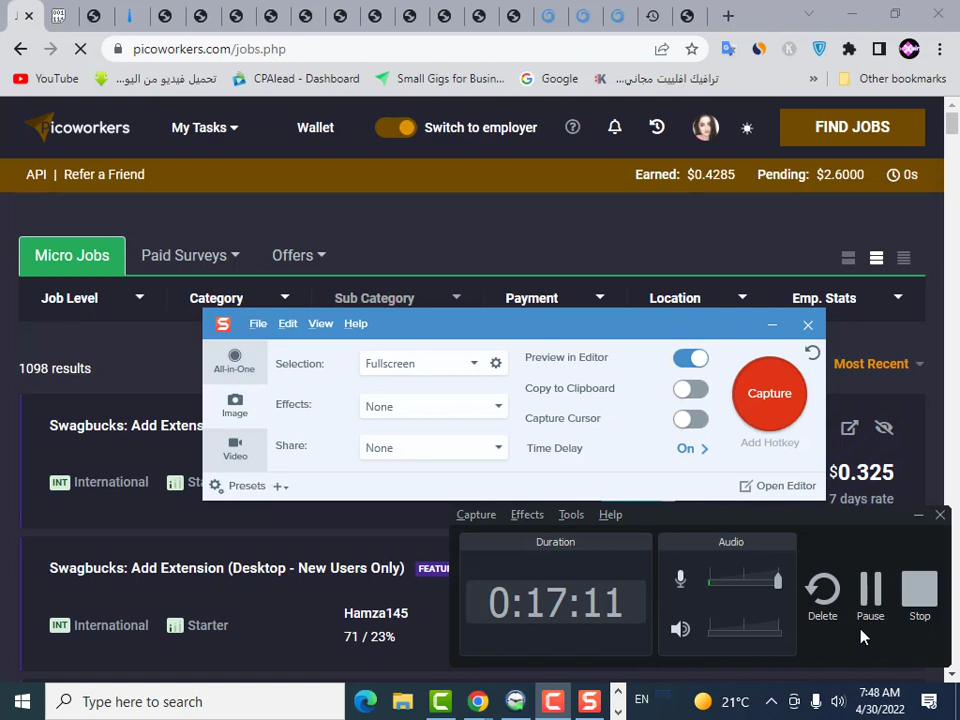 picoworkers.com/jobs.php
YouTube
تحميل فيديو من اليو...
CPAlead - Dashboard
Small Gigs for Busin...
Google
ترافيك افلييت مجاني...
»
Other bookmarks
Picoworkers
My Tasks
Wallet
Switch to employer
FIND JOBS
API | Refer a Friend
Earned: $0.4285
Pending: $2.6000
0s
Micro Jobs
Paid Surveys
Offers
Job Level
Category
Sub Category
Payment
Location
Emp. Stats
File
Edit
View
Help
1098 results
Most Recent
All-in-One
Image
Video
Selection:
Fullscreen
Effects:
None
Share:
None
Preview in Editor
Copy to Clipboard
Capture Cursor
Time Delay
On
Capture
Add Hotkey
Presets
Open Editor
Swagbucks: Add Extens
INT International
Sta
$0.325
7 days rate
Swagbucks: Add Extension (Desktop - New Users Only)
FEATU
Hamza145
71 / 23%
INT International
Starter
Capture
Effects
Tools
Help
Duration
0:17:11
Audio
Delete
Pause
Stop
Type here to search
EN
21°C
7:48 AM
4/30/2022